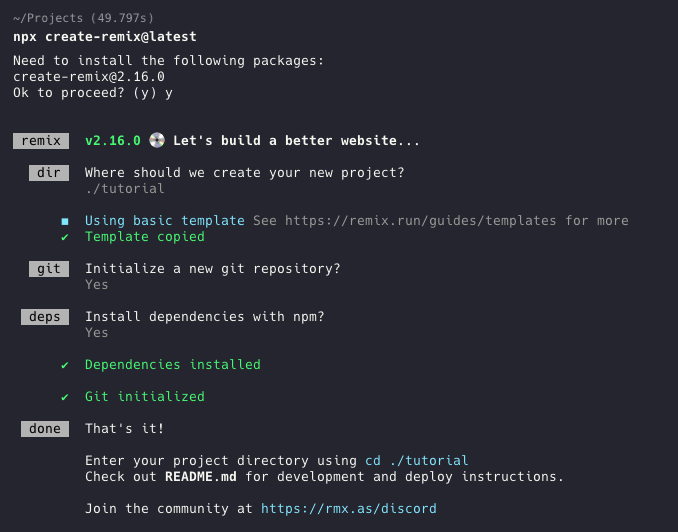 ~/Projects (49.797s)
npx create-remix@latest
Need to install the following packages:
create-remix@2.16.0
Ok to proceed? (y) y
remix v2.16.0 💿 Let's build a better website...
dir Where should we create your new project?
./tutorial
◼ Using basic template See https://remix.run/guides/templates for more
✔ Template copied
git Initialize a new git repository?
Yes
deps Install dependencies with npm?
Yes
✔ Dependencies installed
✔ Git initialized
done That's it!
Enter your project directory using cd ./tutorial
Check out README.md for development and deploy instructions.
Join the community at https://rmx.as/discord